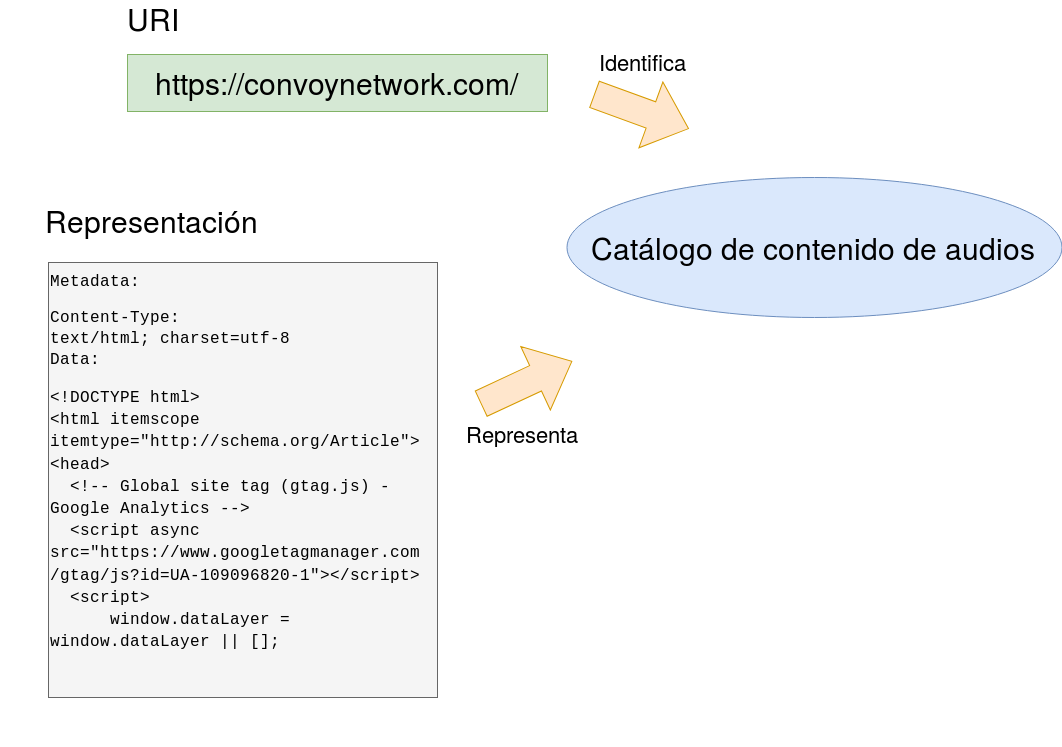 URI
https://convoynetwork.com/
Identifica
Catálogo de contenido de audios
Representación
Metadata:
Content-Type:
text/html; charset=utf-8
Data:
<!DOCTYPE html>
<html itemscope
itemtype="http://schema.org/Article">
<head>
  <!-- Global site tag (gtag.js) -
Google Analytics -->
  <script async
src="https://www.googletagmanager.com
/gtag/js?id=UA-109096820-1"></script>
  <script>
      window.dataLayer =
window.dataLayer || [];
Representa